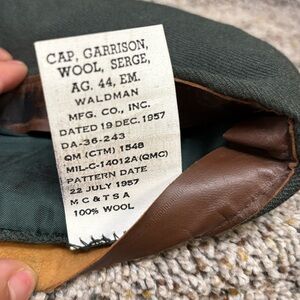 CAP, GARRISON,
WOOL, SERGE,
AG. 44, EM.
WALDMAN
MFG. CO., INC.
DATED 19 DEC. 1957
DA-36-243
QM (CTM) 1548
MIL-C-14012A(QMC)
PATTERN DATE
22 JULY 1957
M C & T S A
100% WOOL